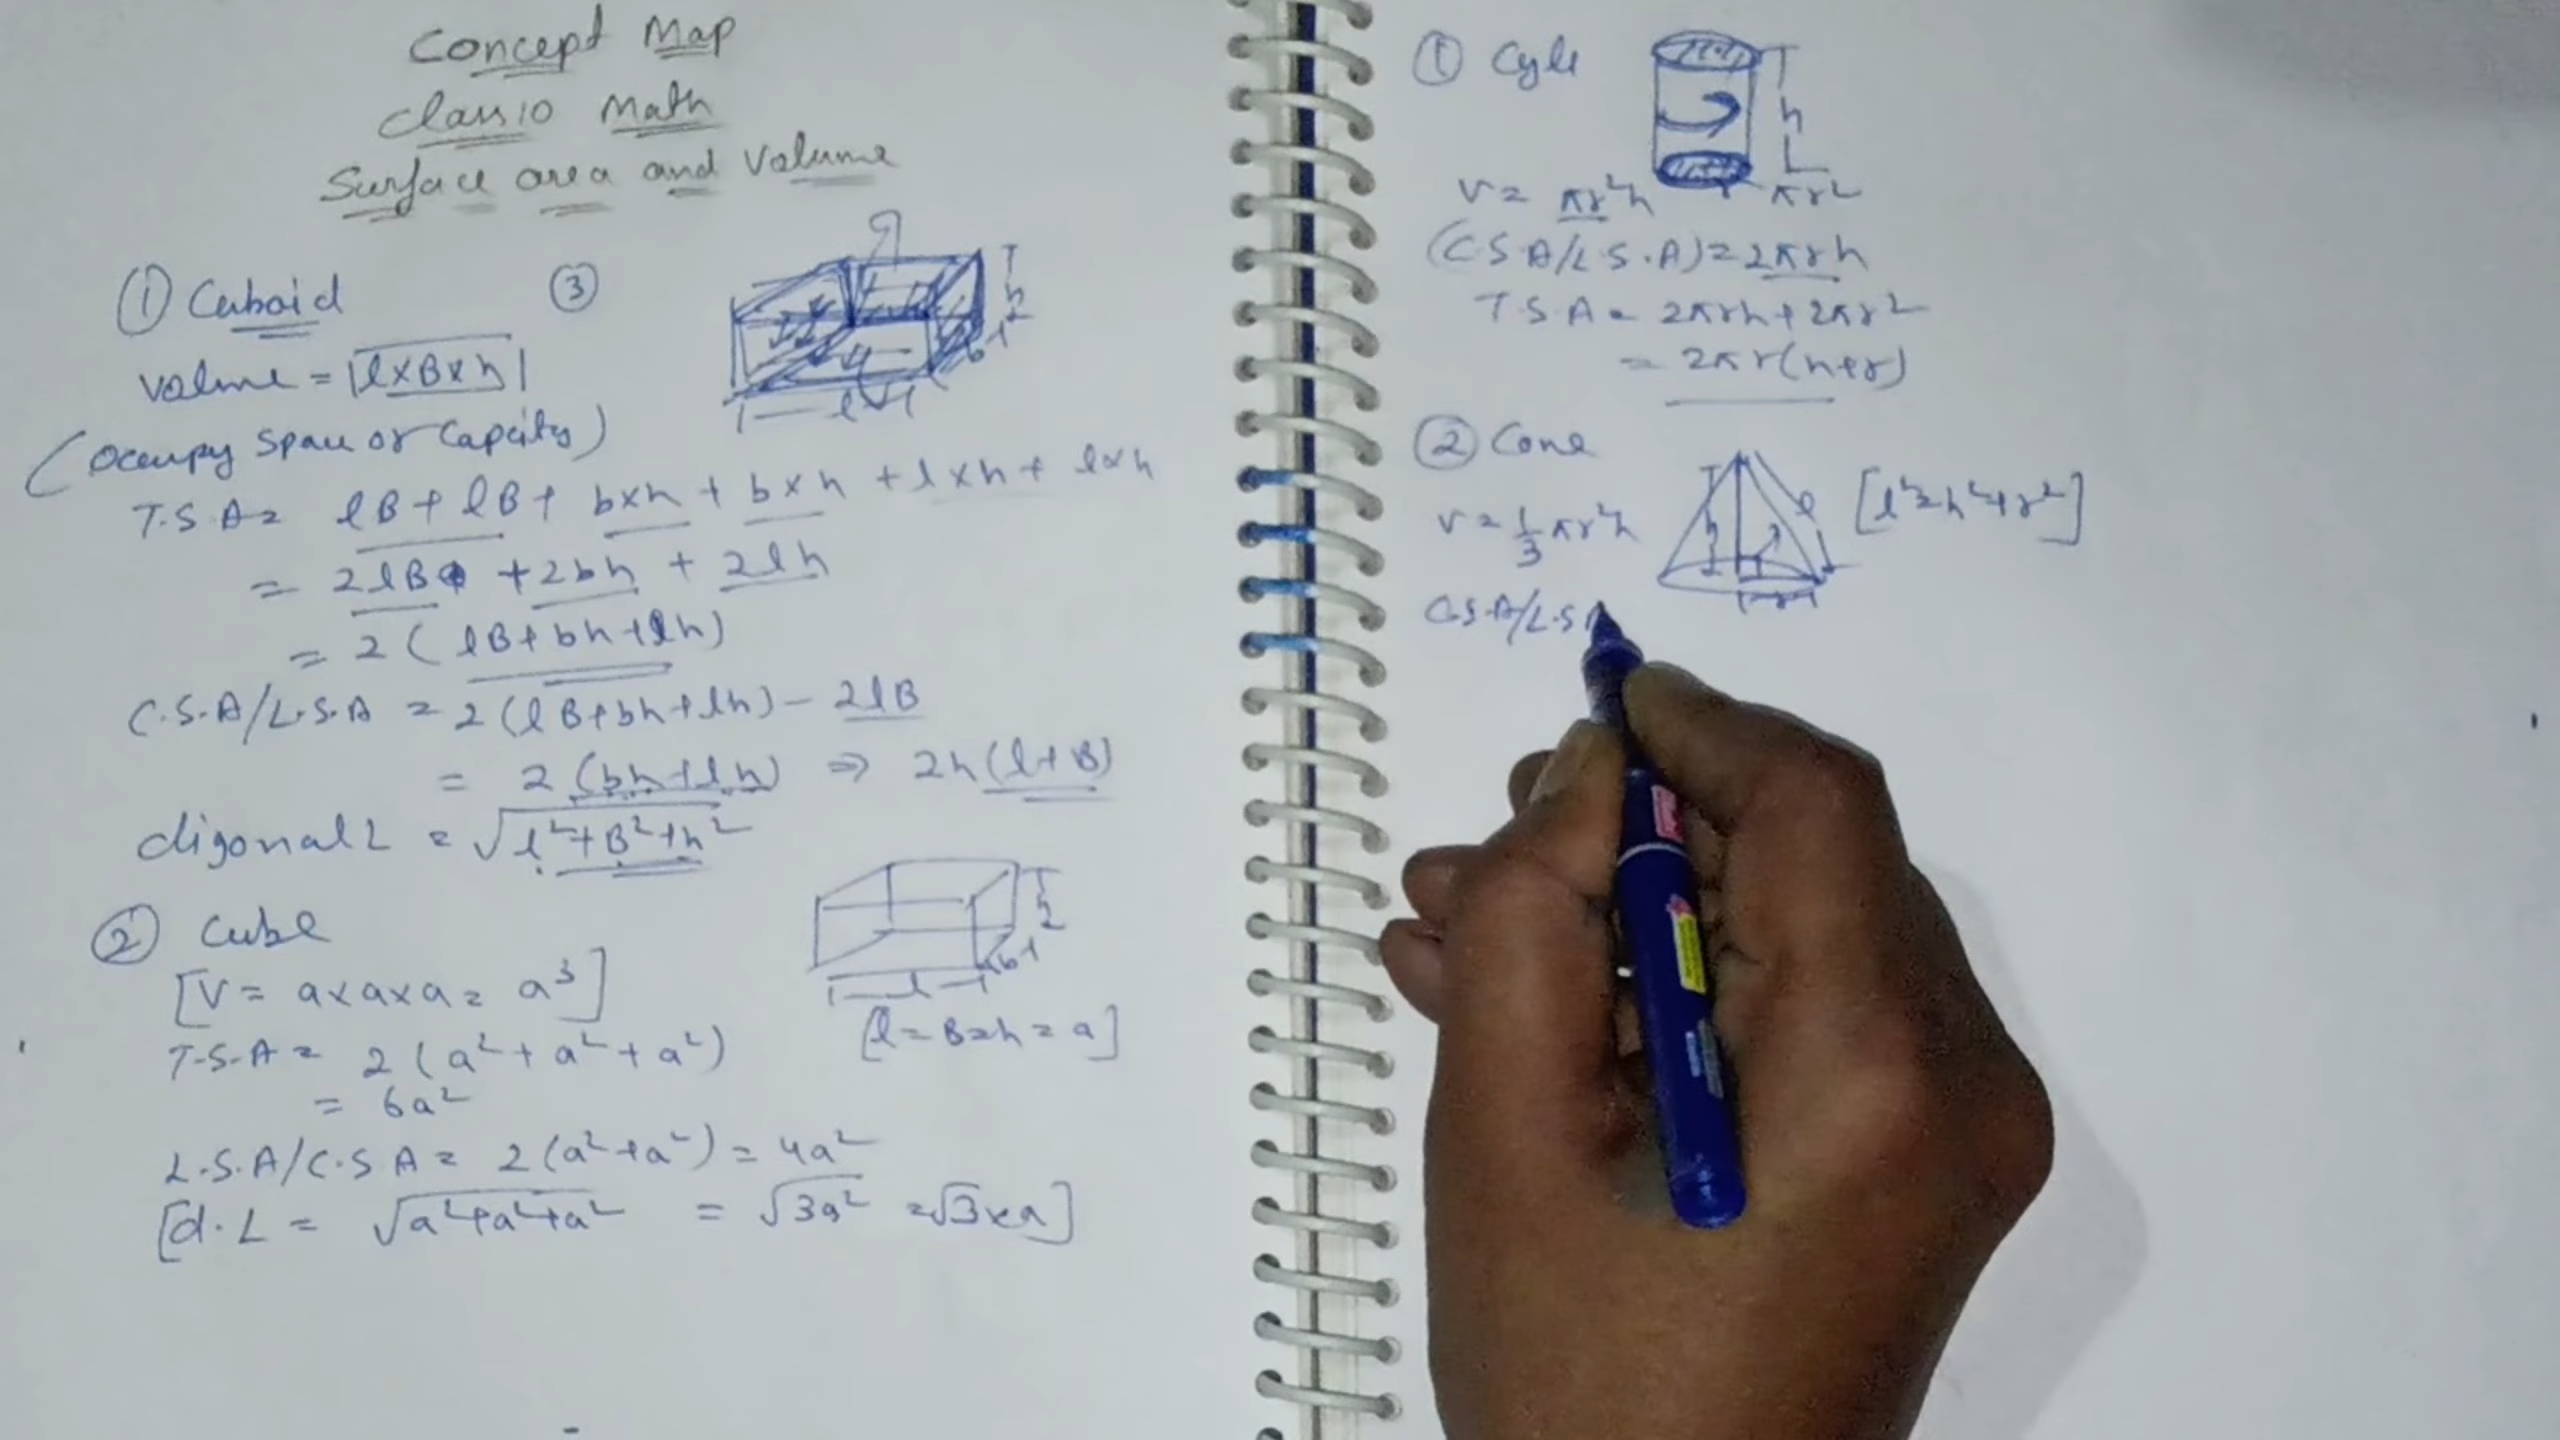 Concept Map
Class 10 Math
Surface area and Volume
① Cuboid ③
Valume = |l×B×h|
(Occupy Space or Capcity)
h
b
l
T.S.A = lB + lB + b×h + b×h + l×h + l×h
= 2lB + 2bh + 2lh
= 2(lB+bh+lh)
C.S.A/L.S.A = 2(lB+bh+lh) - 2lB
= 2(bh+lh) ⇒ 2h(l+B)
digonal L = √l²+B²+h²
② Cube
[V = a×a×a = a³]
h
b
l
[l=B=h=a]
T.S.A = 2(a²+a²+a²)
= 6a²
L.S.A/C.S.A = 2(a²+a²) = 4a²
[d.L = √a²+a²+a² = √3a² = √3×a]
① Cyle
h
r
πr²
V = πr²h
(C.S.A/L.S.A) = 2πrh
T.S.A = 2πrh+2πr²
= 2πr(h+r)
② Cone
V = 1/3 πr²h
h
l
r
[l²=h²+r²]
C.S.A/L.S.A